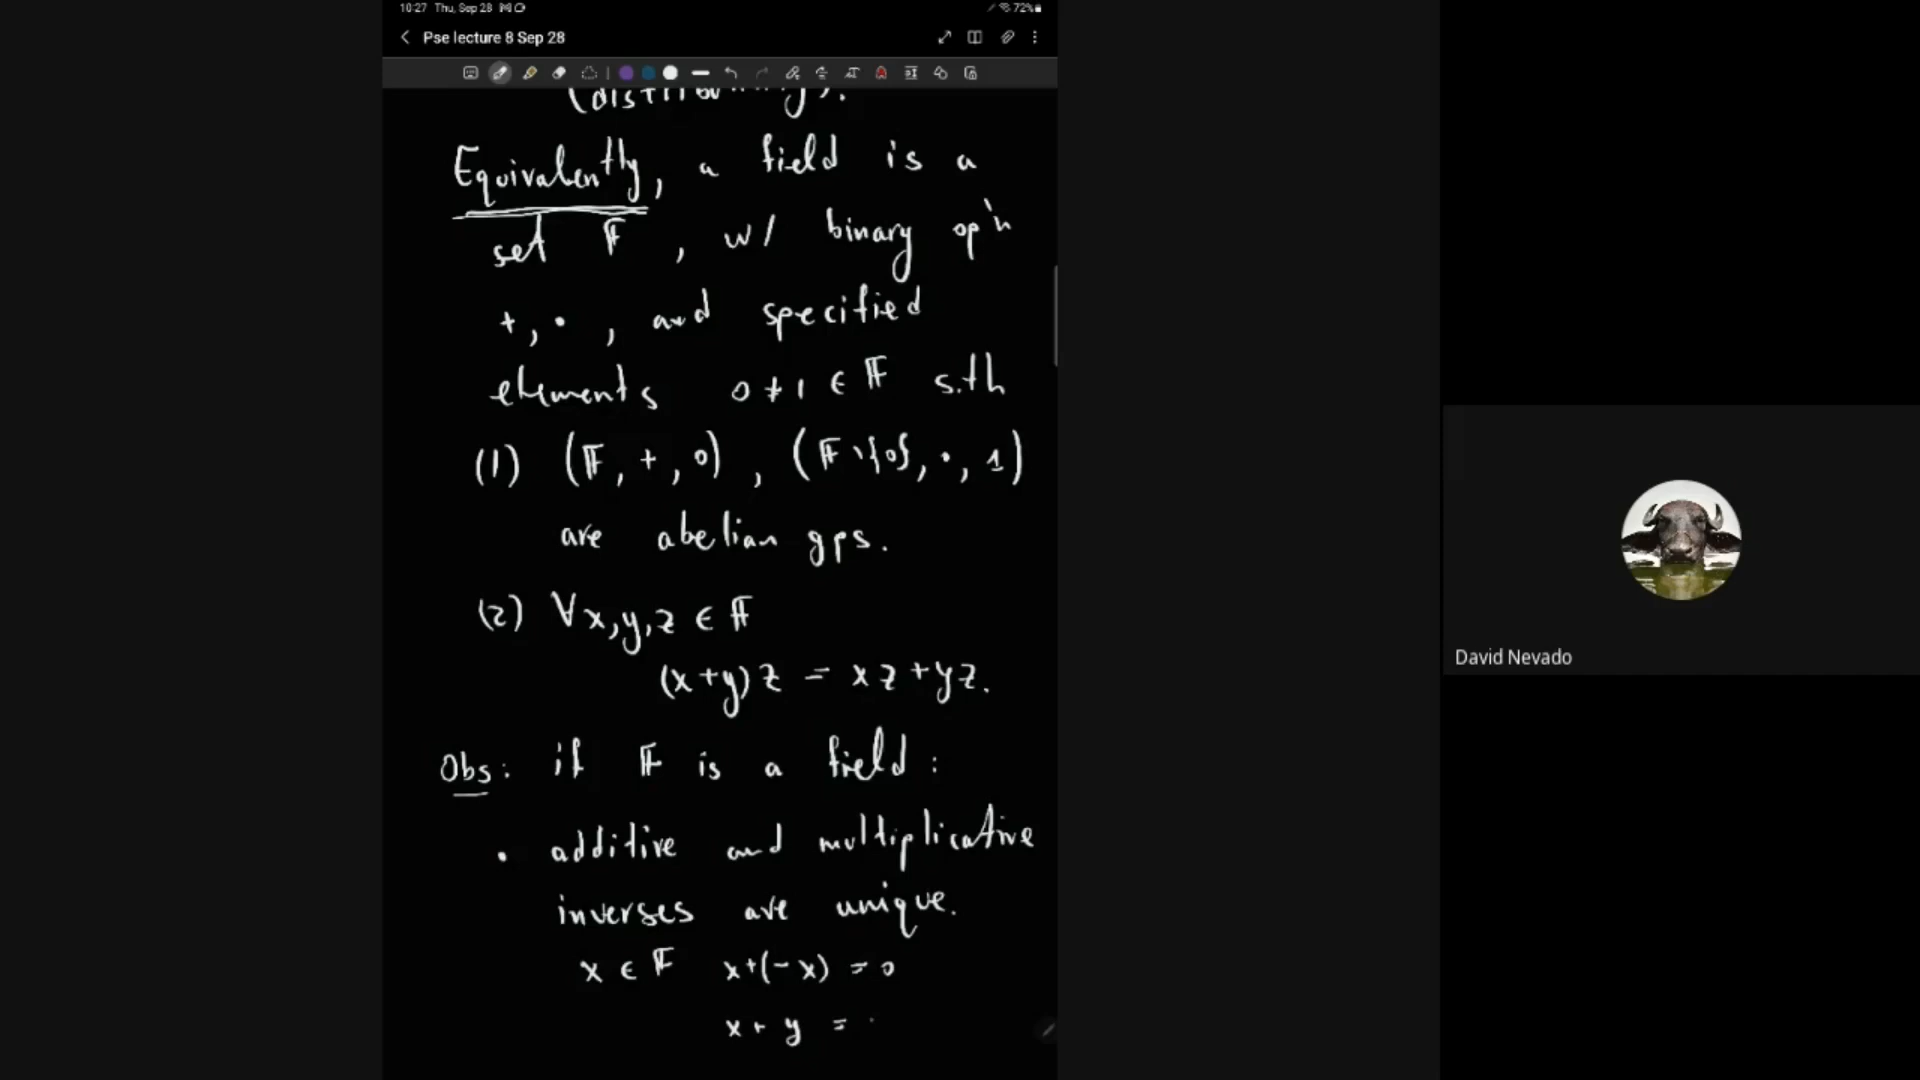 10:27 Thu, Sep 28
72%
Pse lecture 8 Sep 28
Equivalently, a field is a
set 𝔽, w/ binary op'n
+, •, and specified
elements 0 ≠ 1 ∈ 𝔽 s.th
(1) (𝔽, +, 0), (𝔽\{0}, •, 1)
are abelian gps.
(2) ∀x,y,z ∈ 𝔽
(x+y)z = xz+yz.
Obs: if 𝔽 is a field:
• additive and multiplicative
inverses are unique.
x ∈ 𝔽 x+(-x) = 0
x + y =
David Nevado